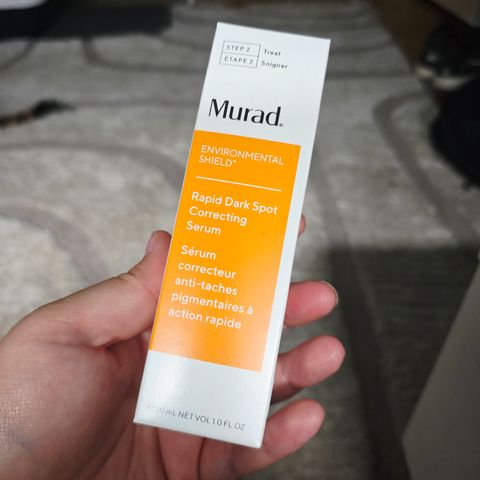 STEP 2 Treat
ÉTAPE 2 Soigner
Murad.
ENVIRONMENTAL
SHIELD™
Rapid Dark Spot
Correcting
Serum
Sérum
correcteur
anti-taches
pigmentaires à
action rapide
30 mL NET VOL 1.0 FL OZ